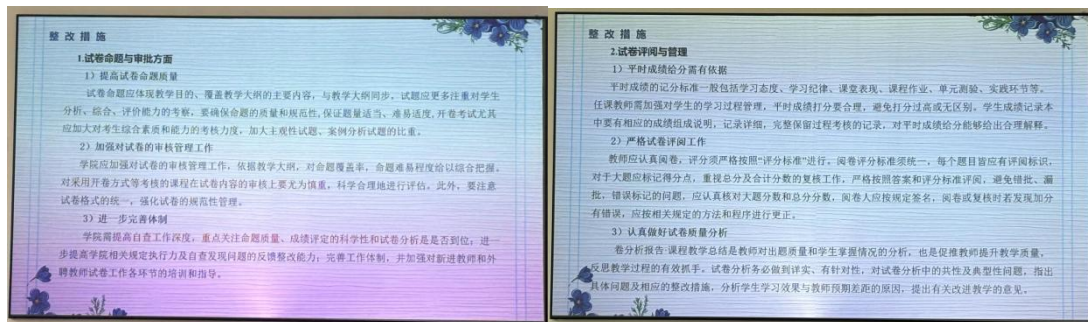 整改措施
1.试卷命题与审批方面
1）提高试卷命题质量
试卷命题应体现教学目的、覆盖教学大纲的主要内容，与教学大纲同步，试题应更多注重对学生
分析、综合、评价能力的考察，要确保命题的质量和规范性,保证题量适当、难易适度,开卷考试尤其
应加大对考生综合素质和能力的考核力度，加大主观性试题、案例分析试题的比重。
2）加强对试卷的审核管理工作
学院应加强对试卷的审核管理工作，依据教学大纲，对命题覆盖率，命题难易程度给以综合把握。
对采用开卷方式等考核的课程在试卷内容的审核上要尤为慎重，科学合理地进行评估。此外，要注意
试卷格式的统一，强化试卷的规范性管理。
3）进一步完善体制
学院需提高自查工作深度，重点关注命题质量、成绩评定的科学性和试卷分析是是否到位；进一
步提高学院相关规定执行力及自查发现问题的反馈整改能力；完善工作体制，并加强对新进教师和外
聘教师试卷工作各环节的培训和指导。
整改措施
2.试卷评阅与管理
1）平时成绩给分需有依据
平时成绩的记分标准一般包括学习态度、学习纪律、课堂表现、课程作业、单元测验、实践环节等。
任课教师需加强对学生的学习过程管理，平时成绩打分要合理，避免打分过高或无区别，学生成绩记录本
中要有相应的成绩组成说明，记录详细，完整保留过程考核的记录，对平时成绩给分能够给出合理解释。
2）严格试卷评阅工作
教师应认真阅卷，评分须严格按照“评分标准”进行，阅卷评分标准须统一，每个题目皆应有评阅标识，
对于大题应标记得分点，重视总分及合计分数的复核工作，严格按照答案和评分标准评阅，避免错批、漏
批，错误标记的问题，应认真核对大题分数和总分分数，阅卷人应按规定签名，阅卷或复核时若发现加分
有错误，应按相关规定的方法和程序进行更正。
3）认真做好试卷质量分析
卷分析报告·课程教学总结是教师对出题质量和学生掌握情况的分析，也是促推教师提升教学质量，
反思教学过程的有效抓手。试卷分析务必做到详实、有针对性，对试卷分析中的共性及典型性问题，指出
具体问题及相应的整改措施，分析学生学习效果与教师预期差距的原因，提出有关改进教学的意见。